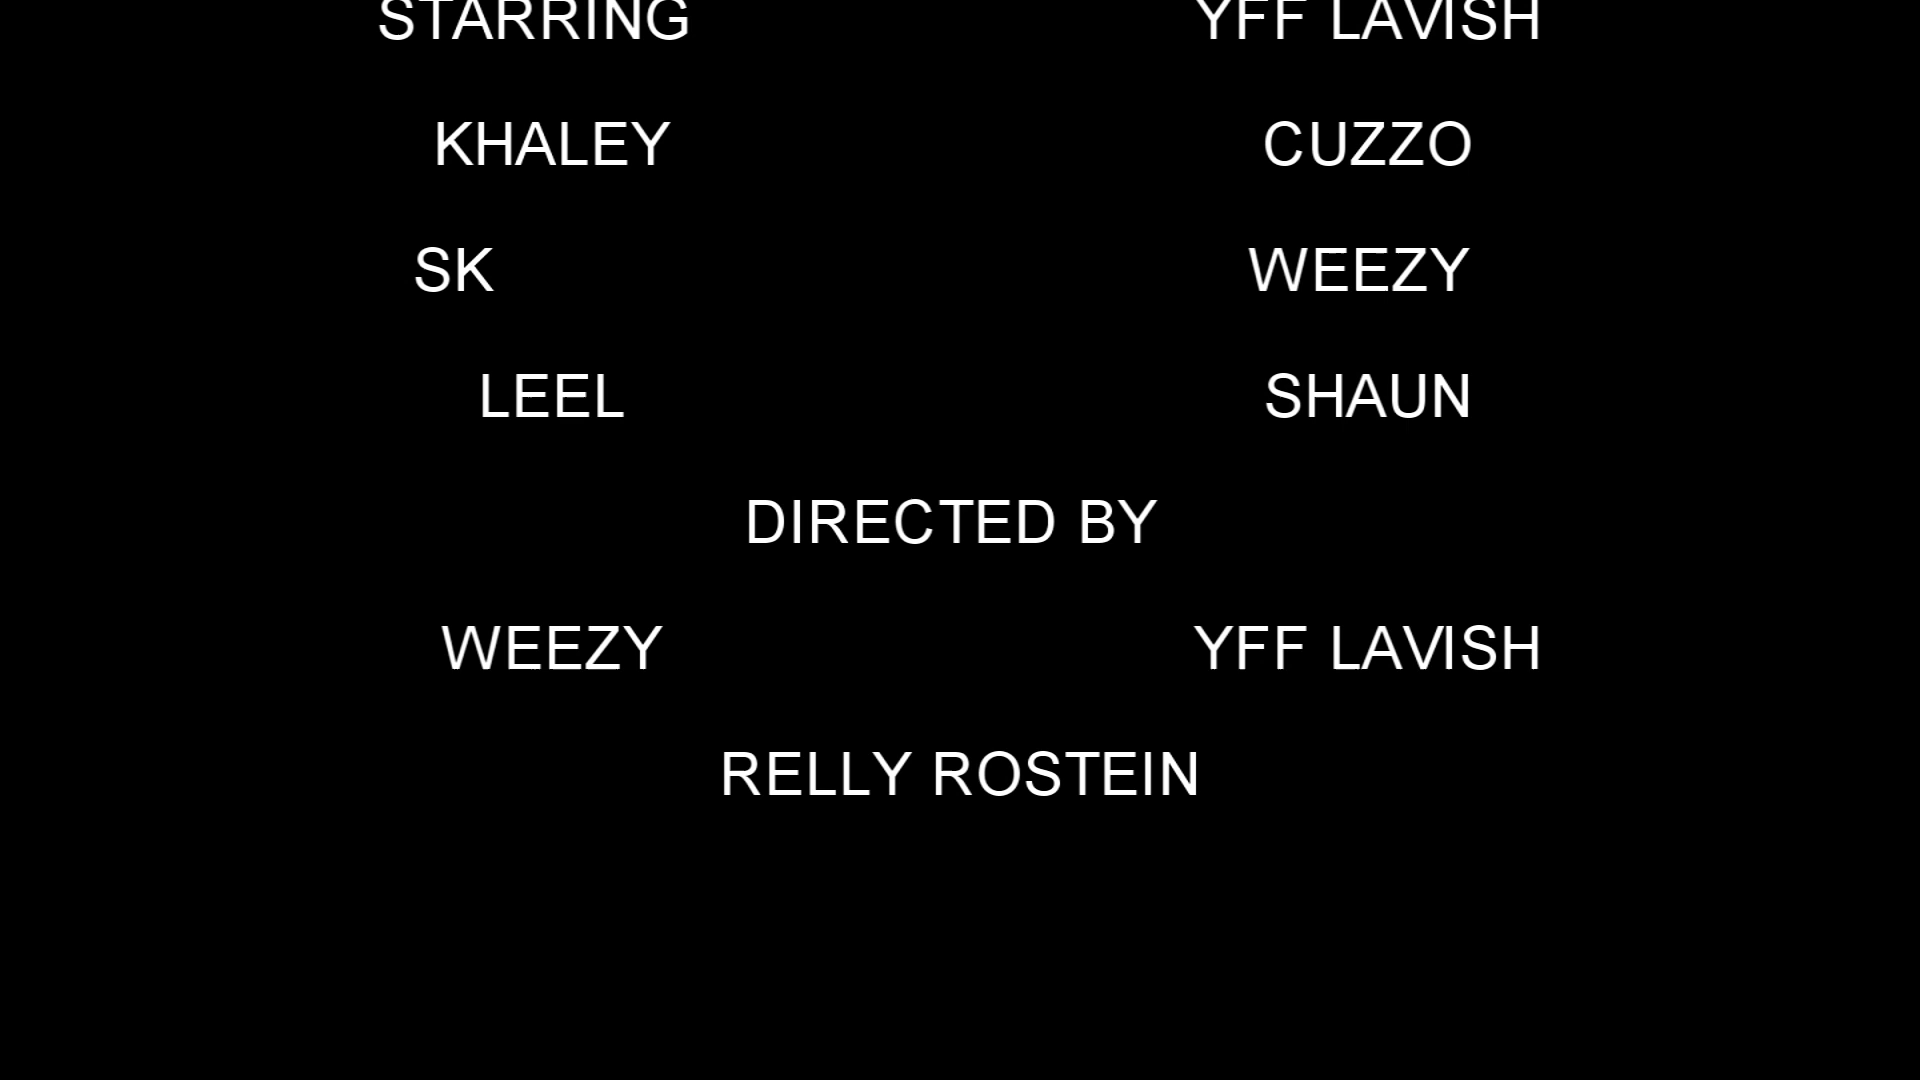 STARRING YFF LAVISH
KHALEY CUZZO
SK WEEZY
LEEL SHAUN
DIRECTED BY
WEEZY YFF LAVISH
RELLY ROSTEIN